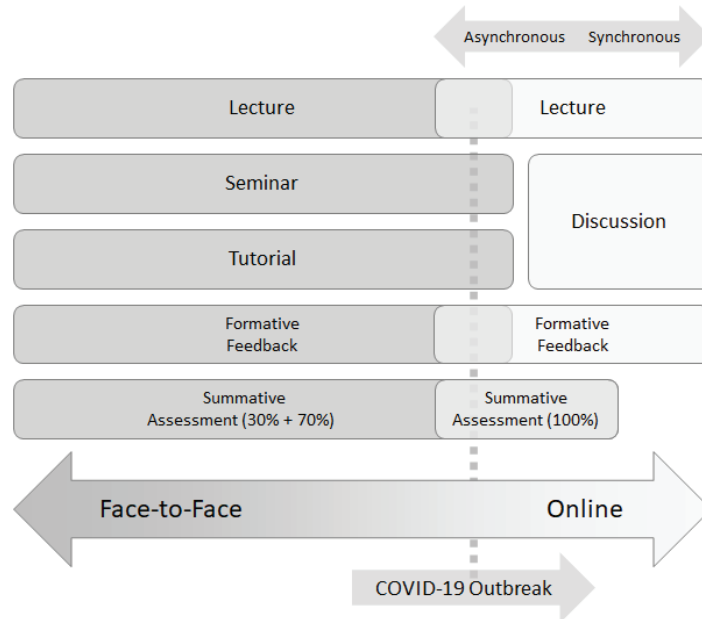 Asynchronous Synchronous
Lecture Lecture
Seminar
Discussion
Tutorial
Formative
Feedback
Formative
Feedback
Summative
Assessment (30% + 70%)
Summative
Assessment (100%)
Face-to-Face Online
COVID-19 Outbreak